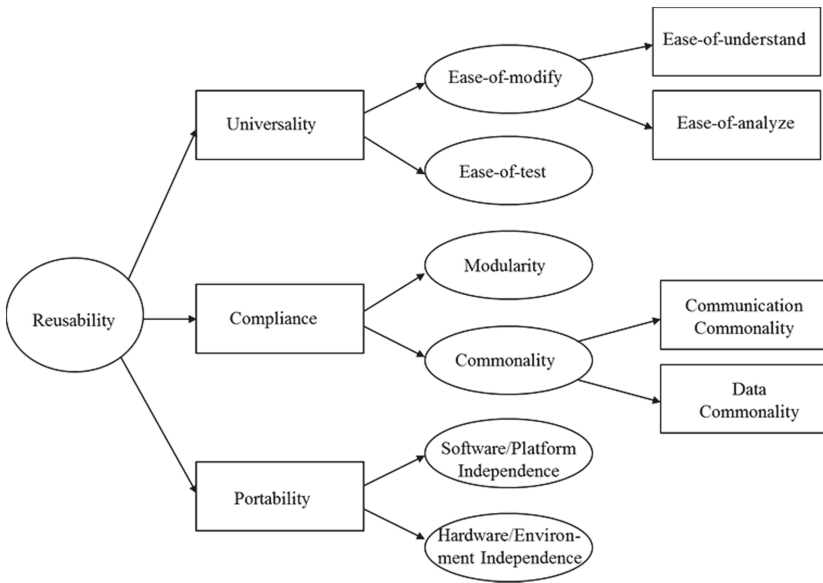 Reusability
Universality
Ease-of-modify
Ease-of-understand
Ease-of-analyze
Ease-of-test
Compliance
Modularity
Commonality
Communication
Commonality
Data
Commonality
Portability
Software/Platform
Independence
Hardware/Environ-
ment Independence